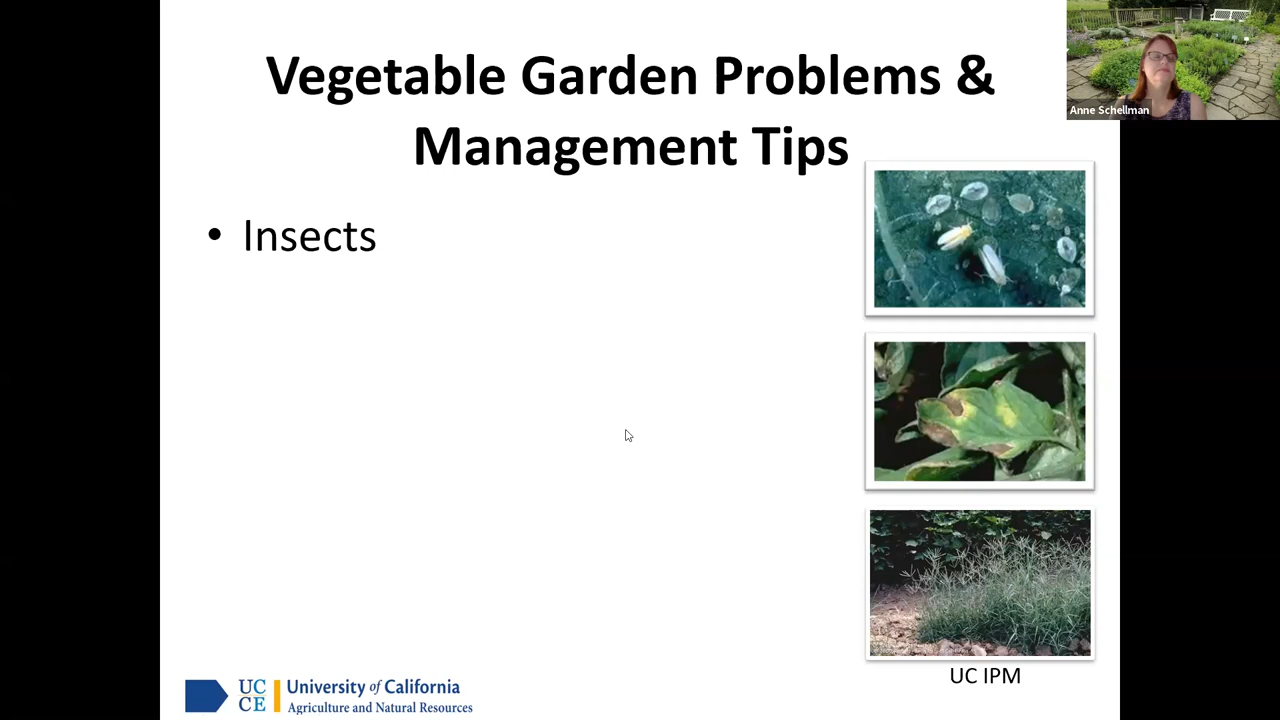 Vegetable Garden Problems &
Management Tips
Anne Schellman
• Insects
UC IPM
UC
CE
University of California
Agriculture and Natural Resources